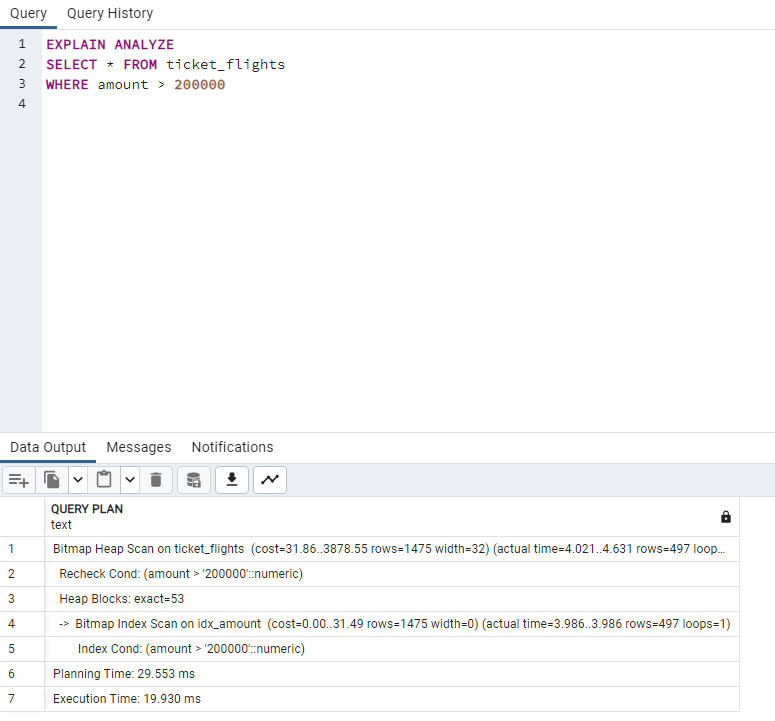 Query Query History
1 EXPLAIN ANALYZE
2 SELECT * FROM ticket_flights
3 WHERE amount > 200000
4
Data Output Messages Notifications
QUERY PLAN
text
1 Bitmap Heap Scan on ticket_flights (cost=31.86..3878.55 rows=1475 width=32) (actual time=4.021..4.631 rows=497 loop...
2 Recheck Cond: (amount > '200000'::numeric)
3 Heap Blocks: exact=53
4 -> Bitmap Index Scan on idx_amount (cost=0.00..31.49 rows=1475 width=0) (actual time=3.986..3.986 rows=497 loops=1)
5 Index Cond: (amount > '200000'::numeric)
6 Planning Time: 29.553 ms
7 Execution Time: 19.930 ms